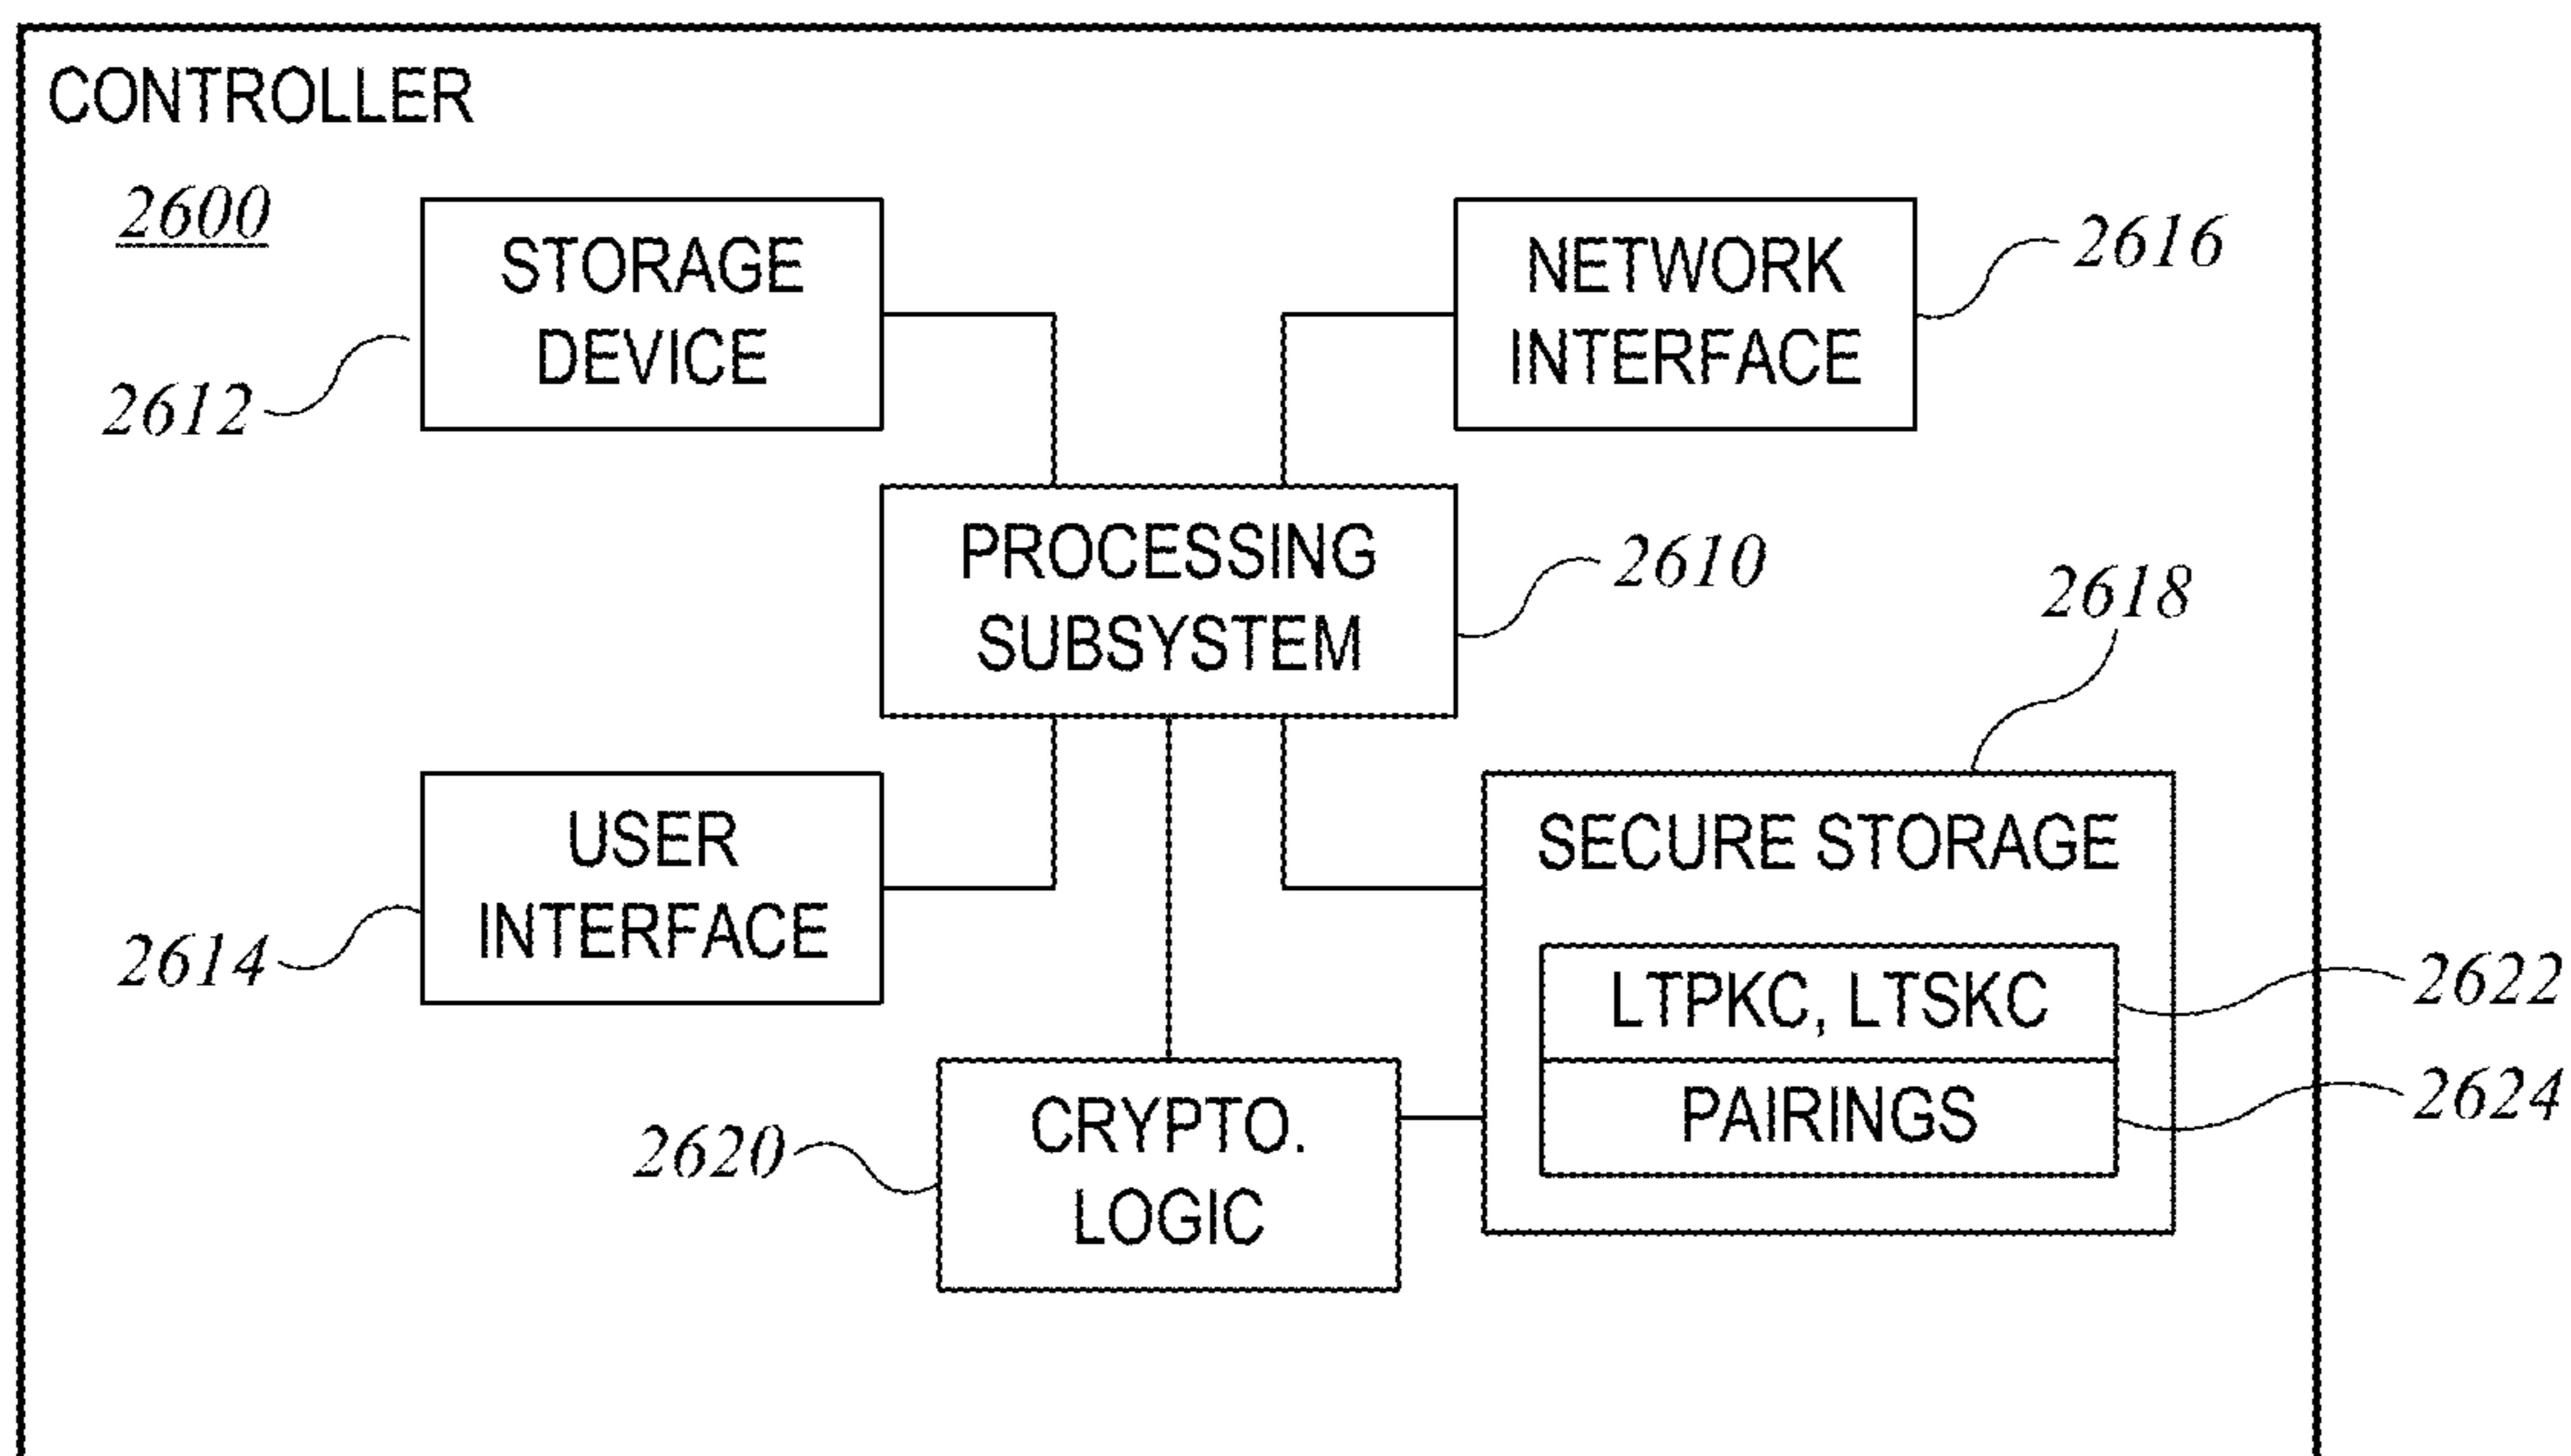 CONTROLLER
2600
STORAGE
DEVICE
2612
NETWORK
INTERFACE
2616
PROCESSING
SUBSYSTEM
2610
2618
USER
INTERFACE
2614
SECURE STORAGE
LTPKC, LTSKC
2622
PAIRINGS
2624
CRYPTO.
LOGIC
2620